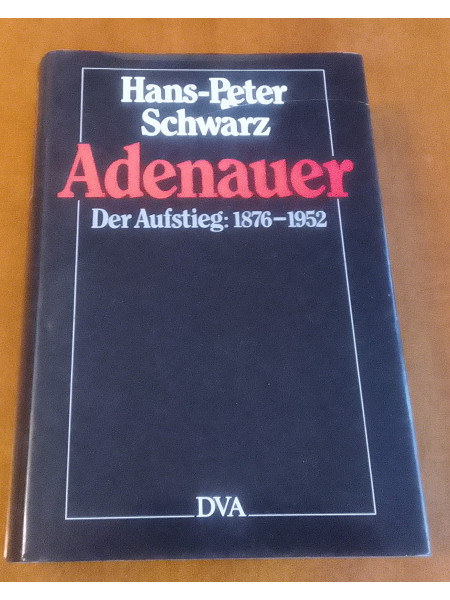 Hans-Peter
Schwarz
Adenauer
Der Aufstieg: 1876–1952
DVA